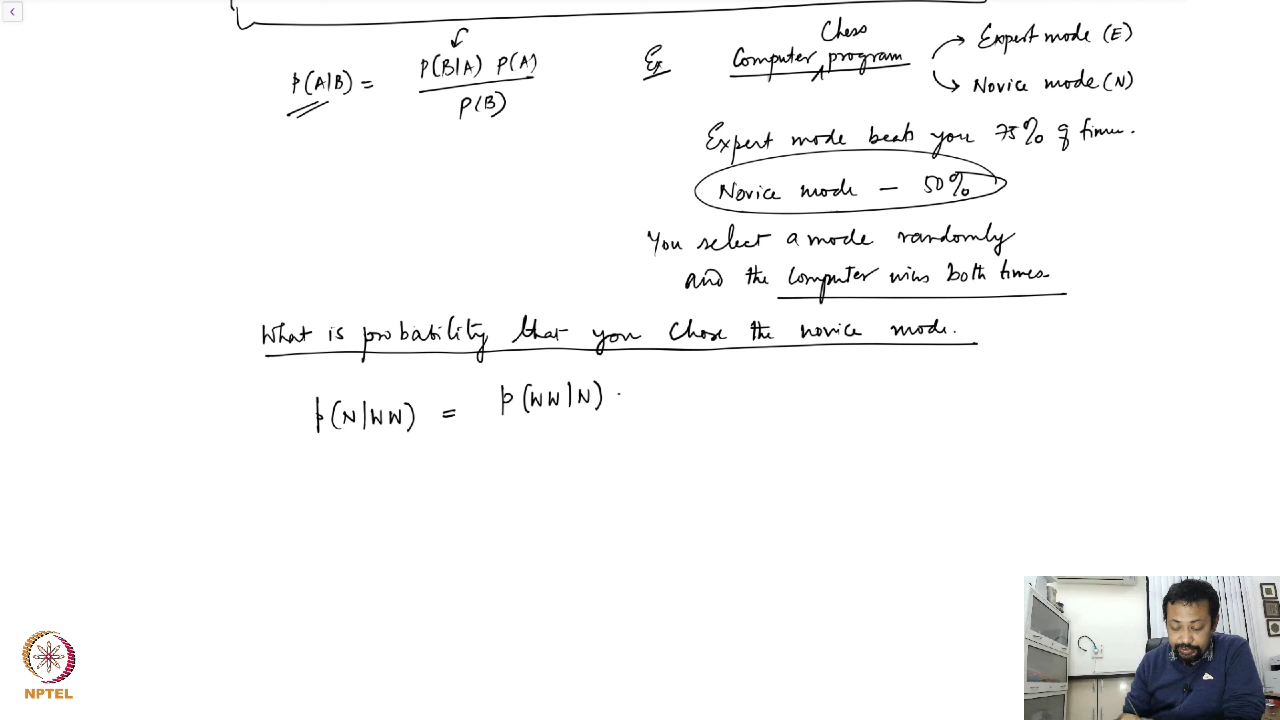 P(A|B) = P(B|A) P(A) / P(B)
Ex Computer Chess program
Expert mode (E)
Novice mode (N)
Expert mode beats you 75% of times.
Novice mode — 50%
You select a mode randomly
and the computer wins both times
What is probability that you chose the novice mode.
p(N|WW) = p(WW|N) .
NPTEL